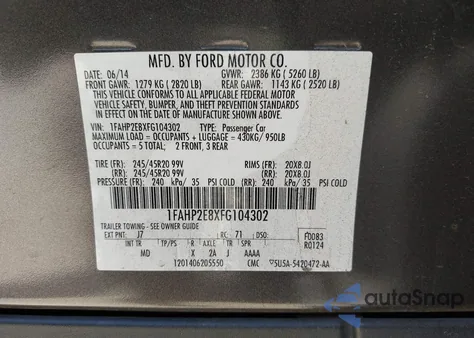 MFD. BY FORD MOTOR CO.
DATE: 06/14 GVWR: 2386 KG ( 5260 LB)
FRONT GAWR: 1279 KG ( 2820 LB) REAR GAWR: 1143 KG ( 2520 LB)
THIS VEHICLE CONFORMS TO ALL APPLICABLE FEDERAL MOTOR
VEHICLE SAFETY, BUMPER, AND THEFT PREVENTION STANDARDS IN
EFFECT ON THE DATE OF MANUFACTURE SHOWN ABOVE.
VIN: 1FAHP2E8XFG104302 TYPE: Passenger Car
MAXIMUM LOAD = OCCUPANTS + LUGGAGE = 430KG/ 950LB
OCCUPANTS = 5 TOTAL: 2 FRONT, 3 REAR
TIRE (FR): 245/45R20 99V RIMS (FR): 20X8.0J
(RR): 245/45R20 99V (RR): 20X8.0J
PRESSURE (FR): 240 kPa/ 35 PSI COLD (RR): 240 kPa/ 35 PSI COLD
1FAHP2E8XFG104302
TRAILER TOWING - SEE OWNER GUIDE
EXT PNT: J7 RC: 71 DSO: F0083
R0124
INT TR TP/PS R AXLE TR SPR
MD X 2A J AAAA
1201406205550 CMC 5U5A-5420472-AA
autoSnap